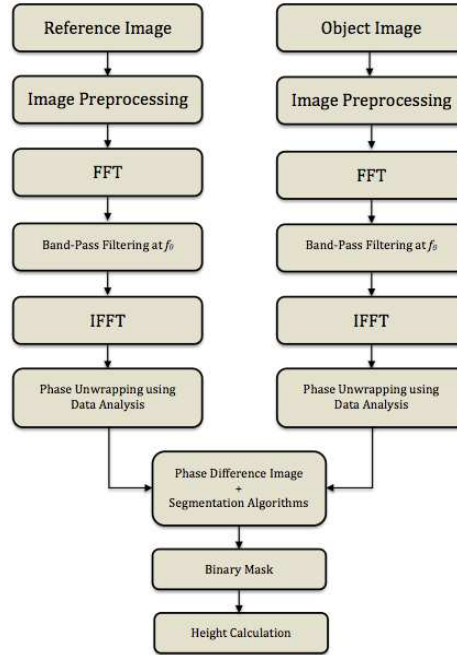 Reference Image
Object Image
Image Preprocessing
Image Preprocessing
FFT
FFT
Band-Pass Filtering at f₀
Band-Pass Filtering at f₀
IFFT
IFFT
Phase Unwrapping using
Data Analysis
Phase Unwrapping using
Data Analysis
Phase Difference Image
+
Segmentation Algorithms
Binary Mask
Height Calculation